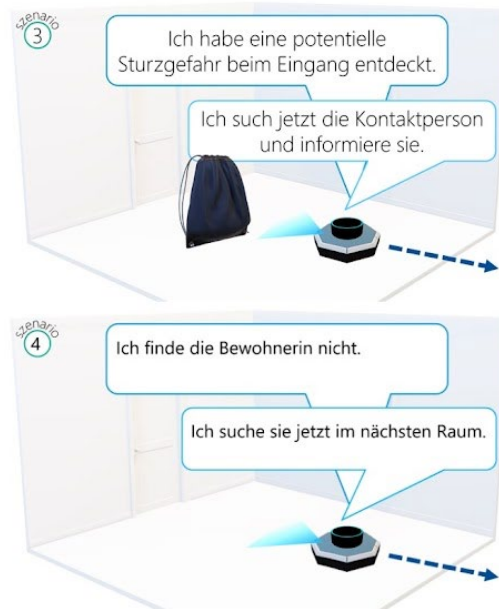 szenario
3
Ich habe eine potentielle
Sturzgefahr beim Eingang entdeckt.
Ich such jetzt die Kontaktperson
und informiere sie.
szenario
4
Ich finde die Bewohnerin nicht.
Ich suche sie jetzt im nächsten Raum.